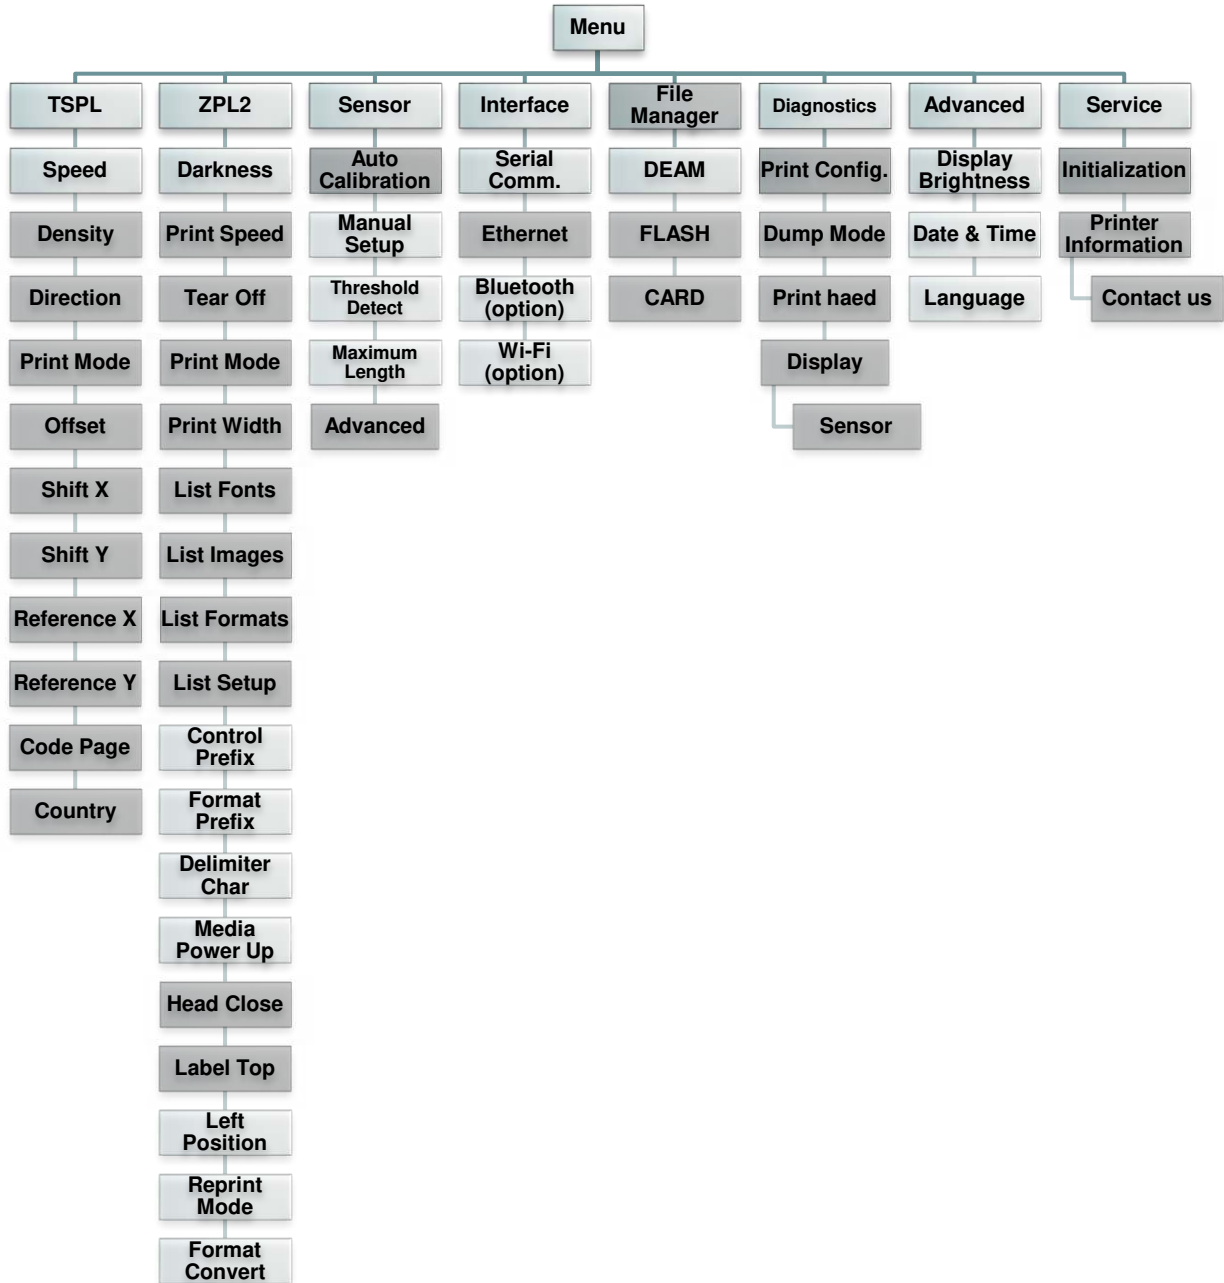 Menu
TSPL
Speed
Density
Direction
Print Mode
Offset
Shift X
Shift Y
Reference X
Reference Y
Code Page
Country
ZPL2
Darkness
Print Speed
Tear Off
Print Mode
Print Width
List Fonts
List Images
List Formats
List Setup
Control
Prefix
Format
Prefix
Delimiter
Char
Media
Power Up
Head Close
Label Top
Left
Position
Reprint
Mode
Format
Convert
Sensor
Auto
Calibration
Manual
Setup
Threshold
Detect
Maximum
Length
Advanced
Interface
Serial
Comm.
Ethernet
Bluetooth
(option)
Wi-Fi
(option)
File
Manager
DEAM
FLASH
CARD
Diagnostics
Print Config.
Dump Mode
Print haed
Display
Sensor
Advanced
Display
Brightness
Date & Time
Language
Service
Initialization
Printer
Information
Contact us